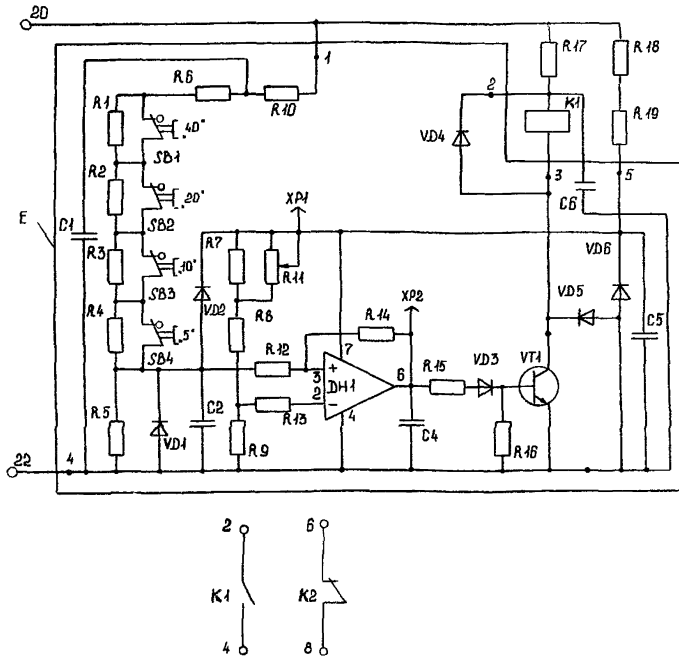 20
1
R6
R10
R17
R18
R1
„40"
SB1
2
VD4
K1
R19
R2
„20"
SB2
3
C6
5
E
C1
XP1
R3
„10"
SB3
R7
R11
VD2
VD6
R4
„5"
SB4
R8
R14
XP2
VD5
R12
3
+
7
DH1
6
R15
VD3
VT1
C5
2
−
4
R5
VD1
C2
R13
R9
C4
R16
22
4
2
6
K1
K2
4
8